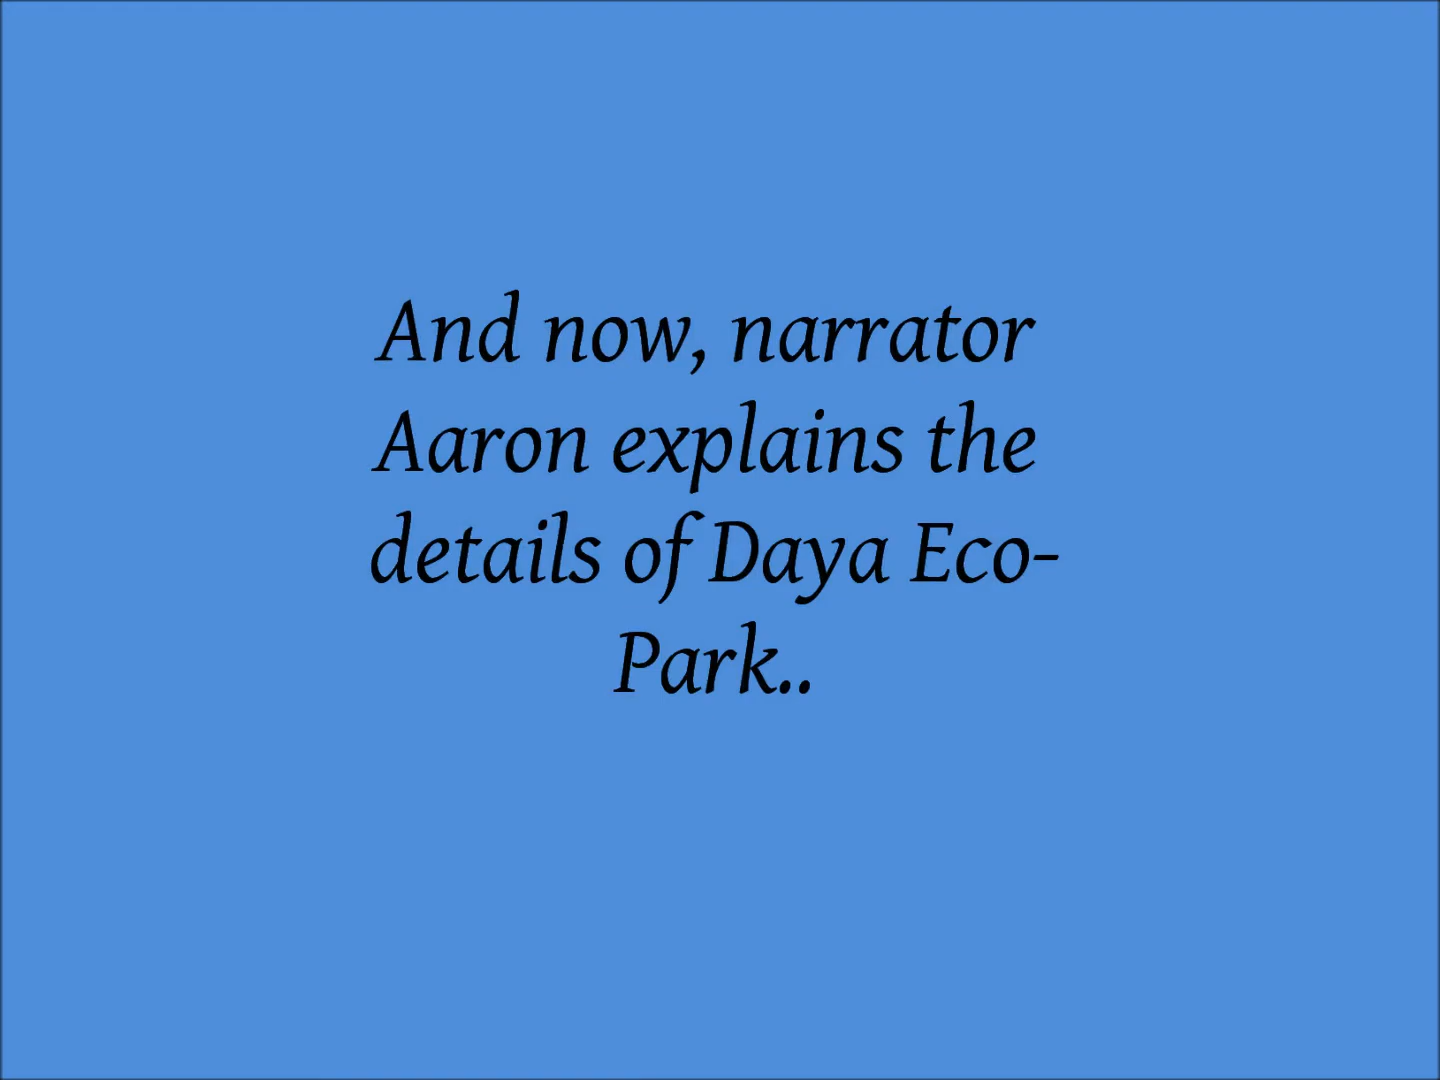 And now, narrator
Aaron explains the
details of Daya Eco-
Park..